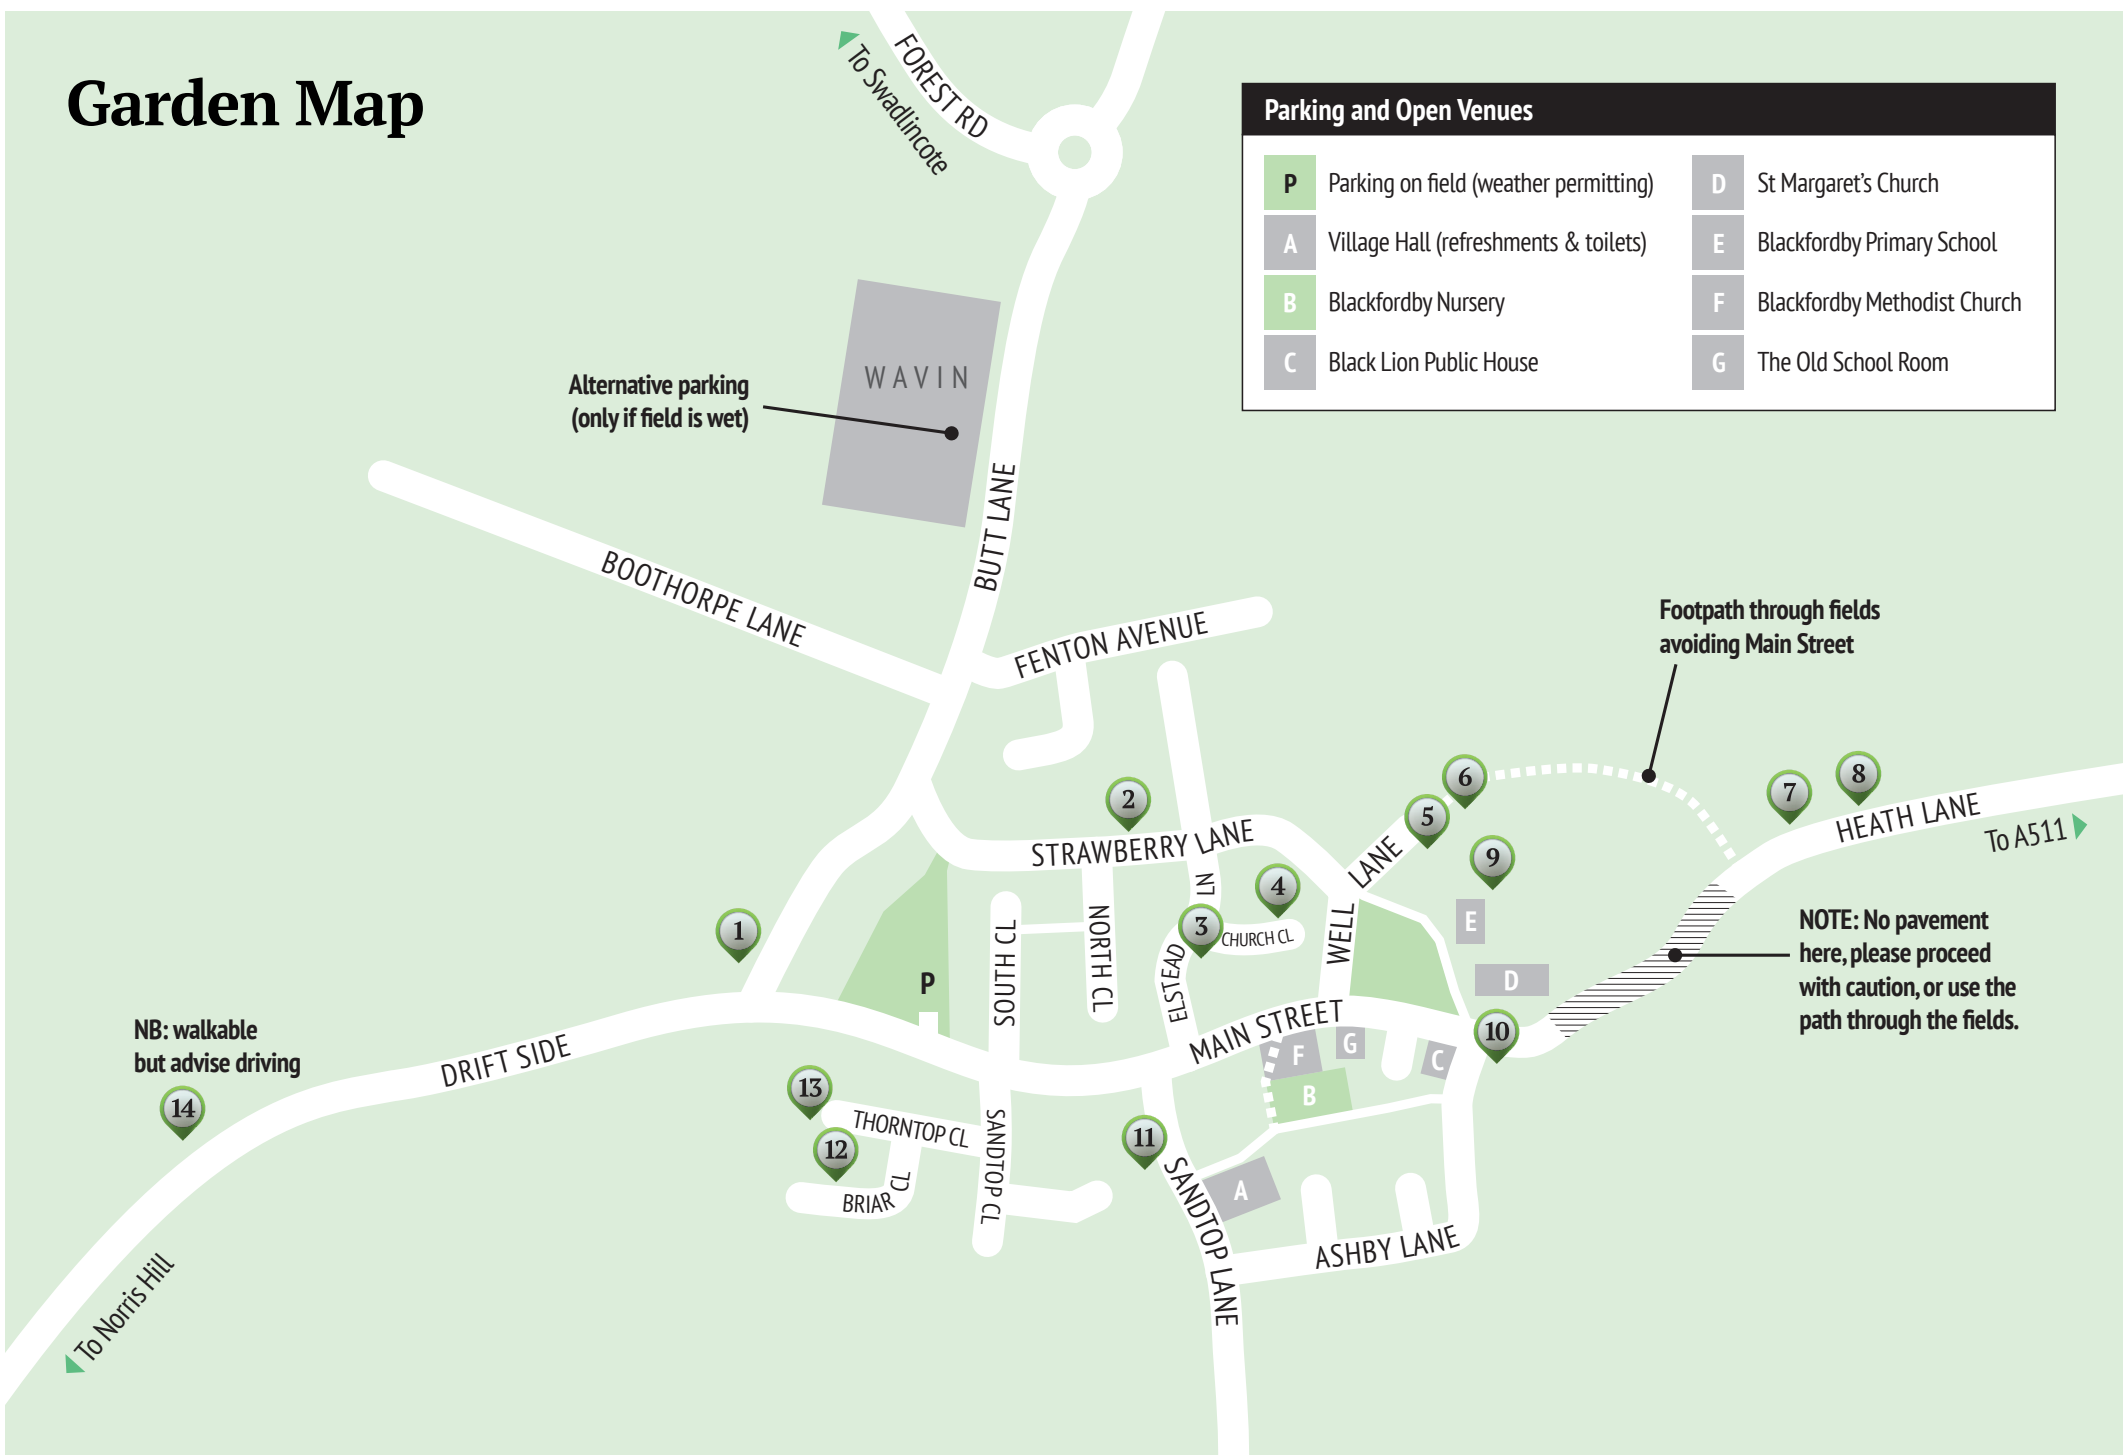 Garden Map
To Swadlincote
FOREST RD
Parking and Open Venues
P Parking on field (weather permitting)
A Village Hall (refreshments & toilets)
B Blackfordby Nursery
C Black Lion Public House
D St Margaret's Church
E Blackfordby Primary School
F Blackfordby Methodist Church
G The Old School Room
WAVIN
Alternative parking
(only if field is wet)
BUTT LANE
BOOTHORPE LANE
FENTON AVENUE
Footpath through fields
avoiding Main Street
6
8
7
2
5
HEATH LANE
To A511
STRAWBERRY LANE
9
WELL LANE
4
3
1
ELSTEAD LN
CHURCH CL
NORTH CL
SOUTH CL
E
D
P
NOTE: No pavement
here, please proceed
with caution, or use the
path through the fields.
MAIN STREET
10
G
F
C
B
NB: walkable
but advise driving
14
DRIFT SIDE
13
THORNTOP CL
12
BRIAR CL
SANDTOP CL
11
A
SANDTOP LANE
ASHBY LANE
To Norris Hill